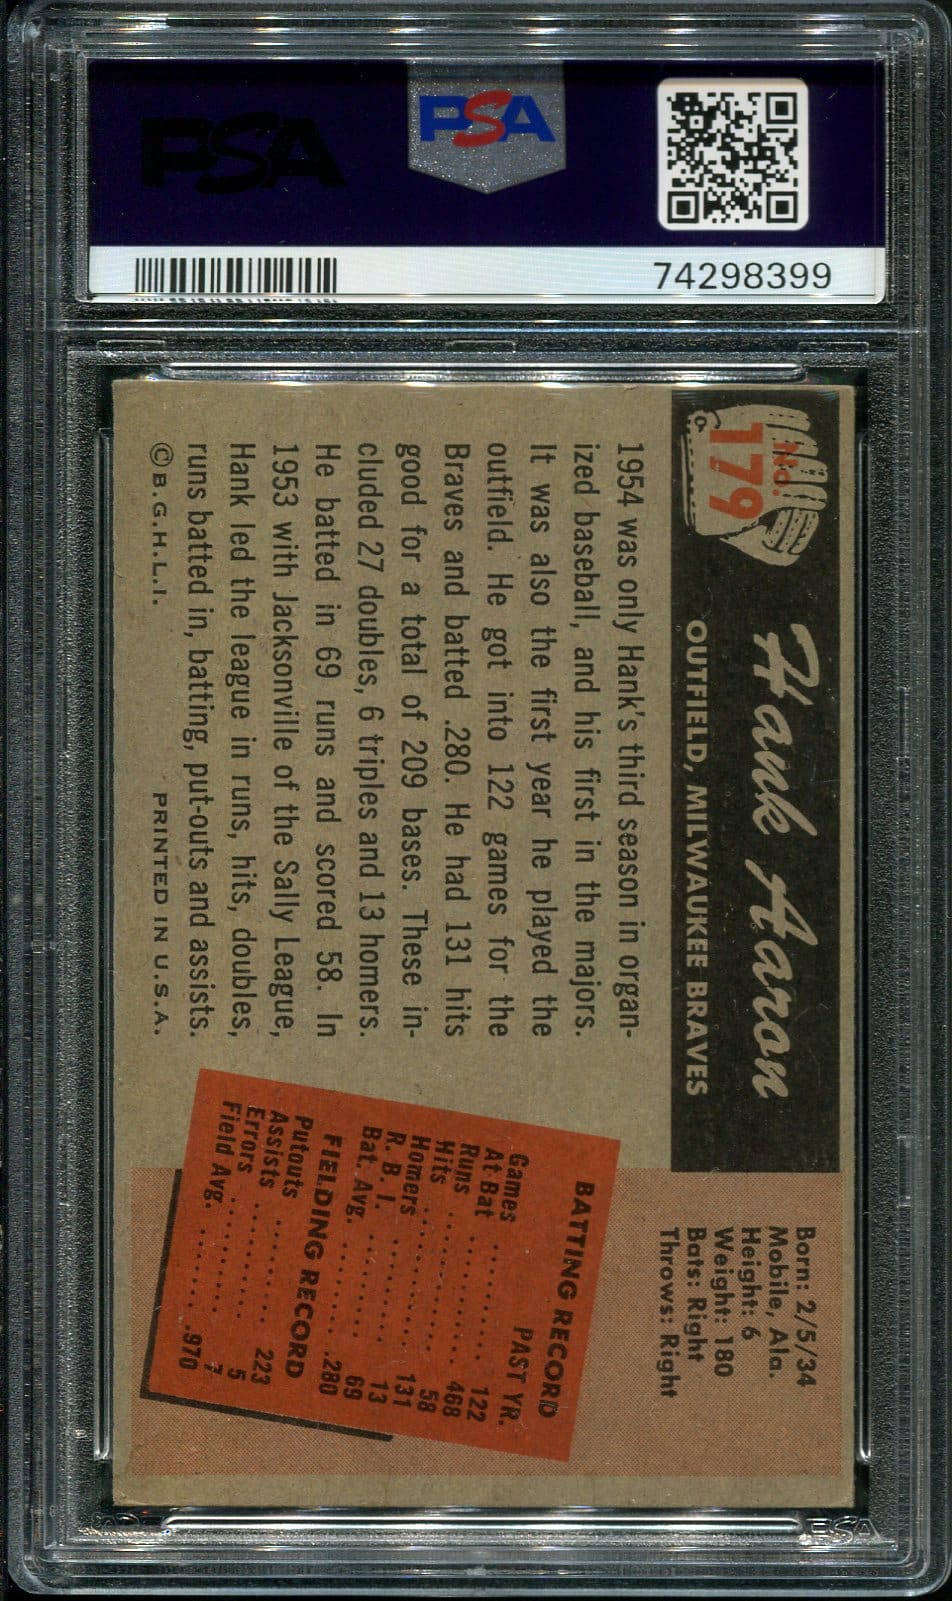 PSA
PSA
74298399
No.
179
Hank Aaron
OUTFIELD, MILWAUKEE BRAVES
1954 was only Hank's third season in organ-
ized baseball, and his first in the majors.
It was also the first year he played the
outfield. He got into 122 games for the
Braves and batted .280. He had 131 hits
good for a total of 209 bases. These in-
cluded 27 doubles, 6 triples and 13 homers.
He batted in 69 runs and scored 58. In
1953 with Jacksonville of the Sally League,
Hank led the league in runs, hits, doubles,
runs batted in, batting, put-outs and assists.
© B.G.H.L.I. PRINTED IN U.S.A.
Born: 2/5/34
Mobile, Ala.
Height: 6
Weight: 180
Bats: Right
Throws: Right
BATTING RECORD
PAST YR.
Games ........ 122
At Bat ........ 468
Runs ........ 58
Hits ........ 131
Homers ........ 13
R. B. I. ........ 69
Bat. Avg. ........ .280
FIELDING RECORD
Putouts ........ 223
Assists ........ 5
Errors ........ 7
Field Avg. ........ .970
PSA